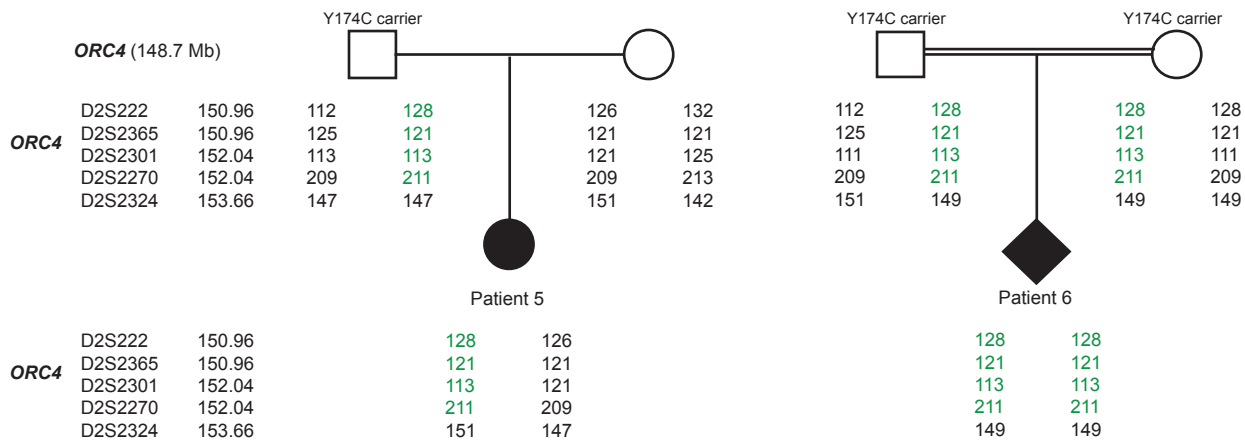 Y174C carrier Y174C carrier Y174C carrier
ORC4 (148.7 Mb)
D2S222 150.96 112 128 126 132 112 128 128 128
D2S2365 150.96 125 121 121 121 125 121 121 121
ORC4
D2S2301 152.04 113 113 121 125 111 113 113 111
D2S2270 152.04 209 211 209 213 209 211 211 209
D2S2324 153.66 147 147 151 142 151 149 149 149
Patient 5 Patient 6
D2S222 150.96 128 126 128 128
D2S2365 150.96 121 121 121 121
ORC4
D2S2301 152.04 113 121 113 113
D2S2270 152.04 211 209 211 211
D2S2324 153.66 151 147 149 149